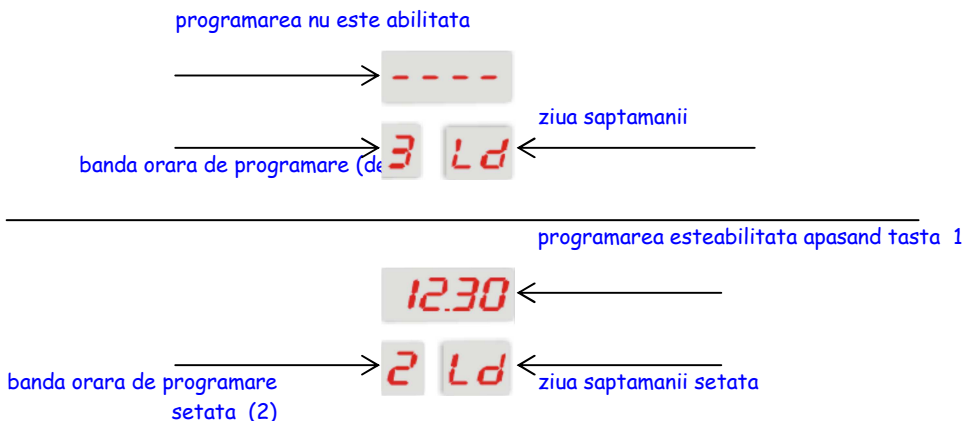 programarea nu este abilitata
- - - -
ziua saptamanii
3 Ld
banda orara de programare (de
programarea esteabilitata apasand tasta 1
12.30
2 Ld
banda orara de programare
ziua saptamanii setata
setata (2)